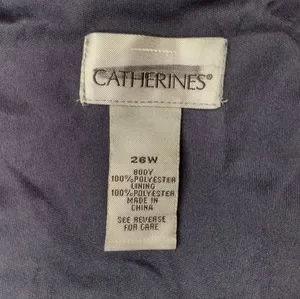 CATHERINES®
26W
BODY
100% POLYESTER
LINING
100% POLYESTER
MADE IN
CHINA
SEE REVERSE
FOR CARE